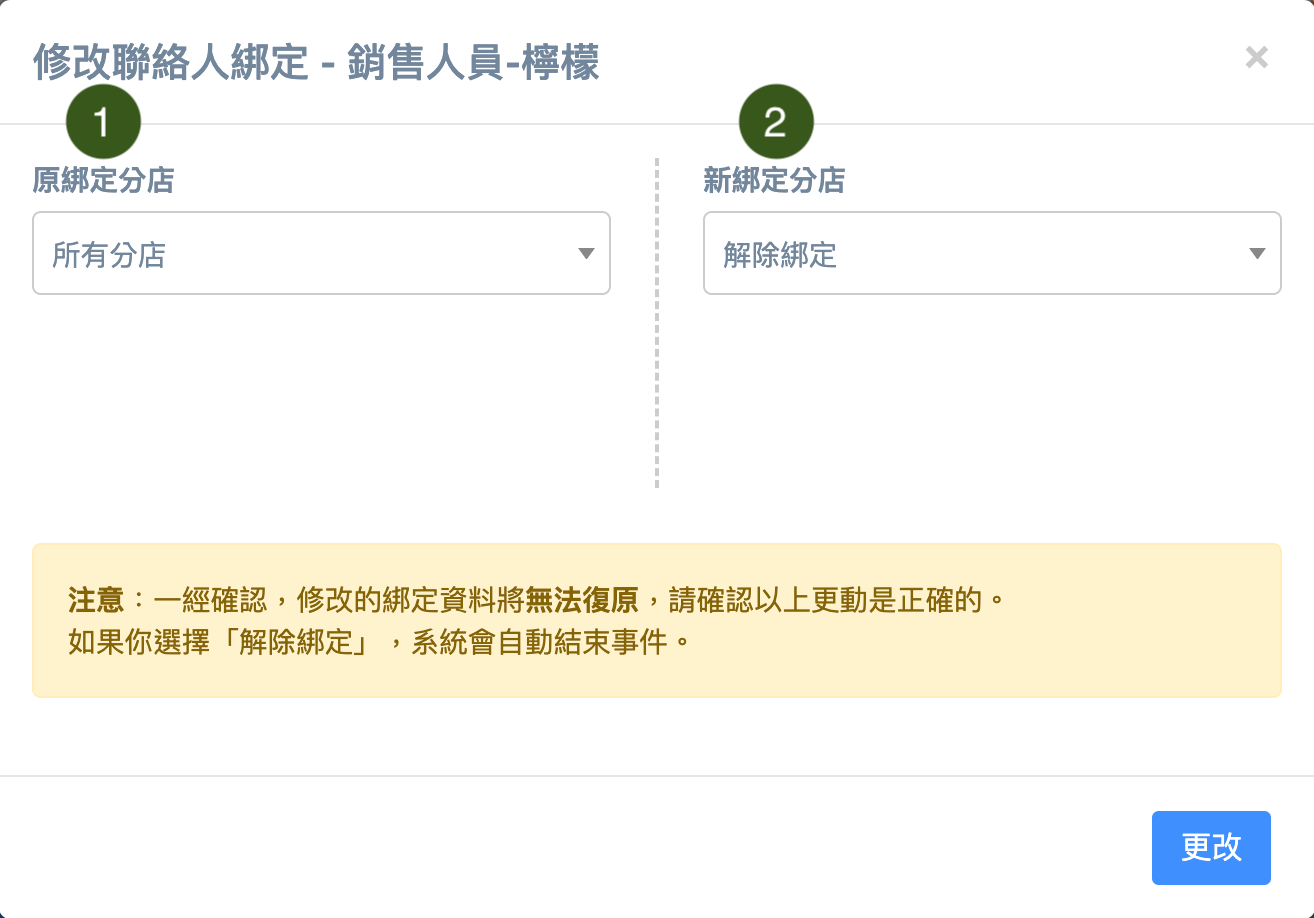 修改聯絡人綁定 - 銷售人員-檸檬
×
1
原綁定分店
所有分店
2
新綁定分店
解除綁定
注意：一經確認，修改的綁定資料將無法復原，請確認以上更動是正確的。
如果你選擇「解除綁定」，系統會自動結束事件。
更改